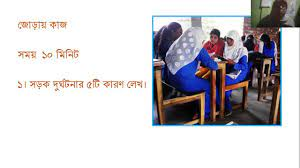 জোড়ায় কাজ
সময় ১০ মিনিট
১। সড়ক দুর্ঘটনার ৫টি কারণ লেখ।